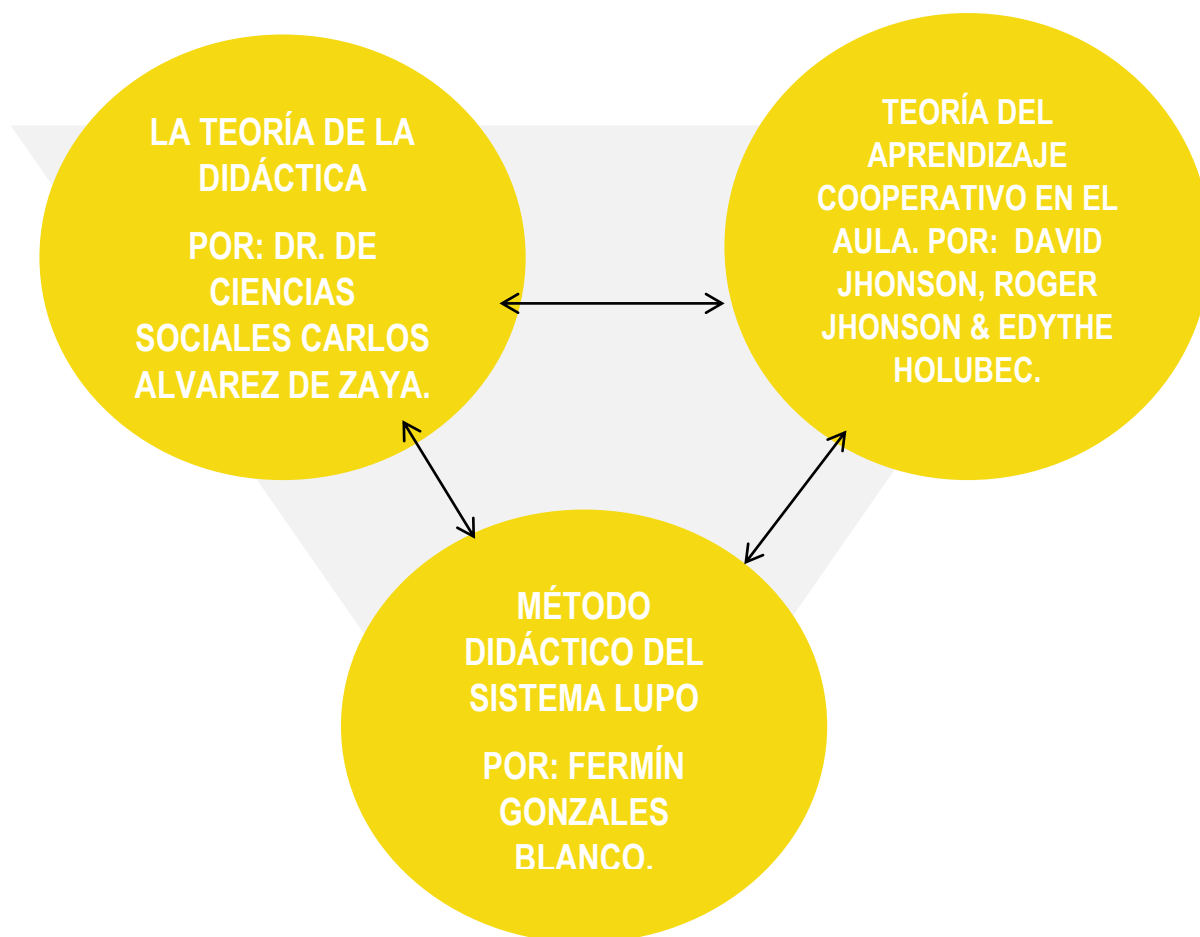 LA TEORÍA DE LA
DIDÁCTICA
POR: DR. DE
CIENCIAS
SOCIALES CARLOS
ALVAREZ DE ZAYA.
TEORÍA DEL
APRENDIZAJE
COOPERATIVO EN EL
AULA. POR: DAVID
JHONSON, ROGER
JHONSON & EDYTHE
HOLUBEC.
MÉTODO
DIDÁCTICO DEL
SISTEMA LUPO
POR: FERMÍN
GONZALES
BLANCO.